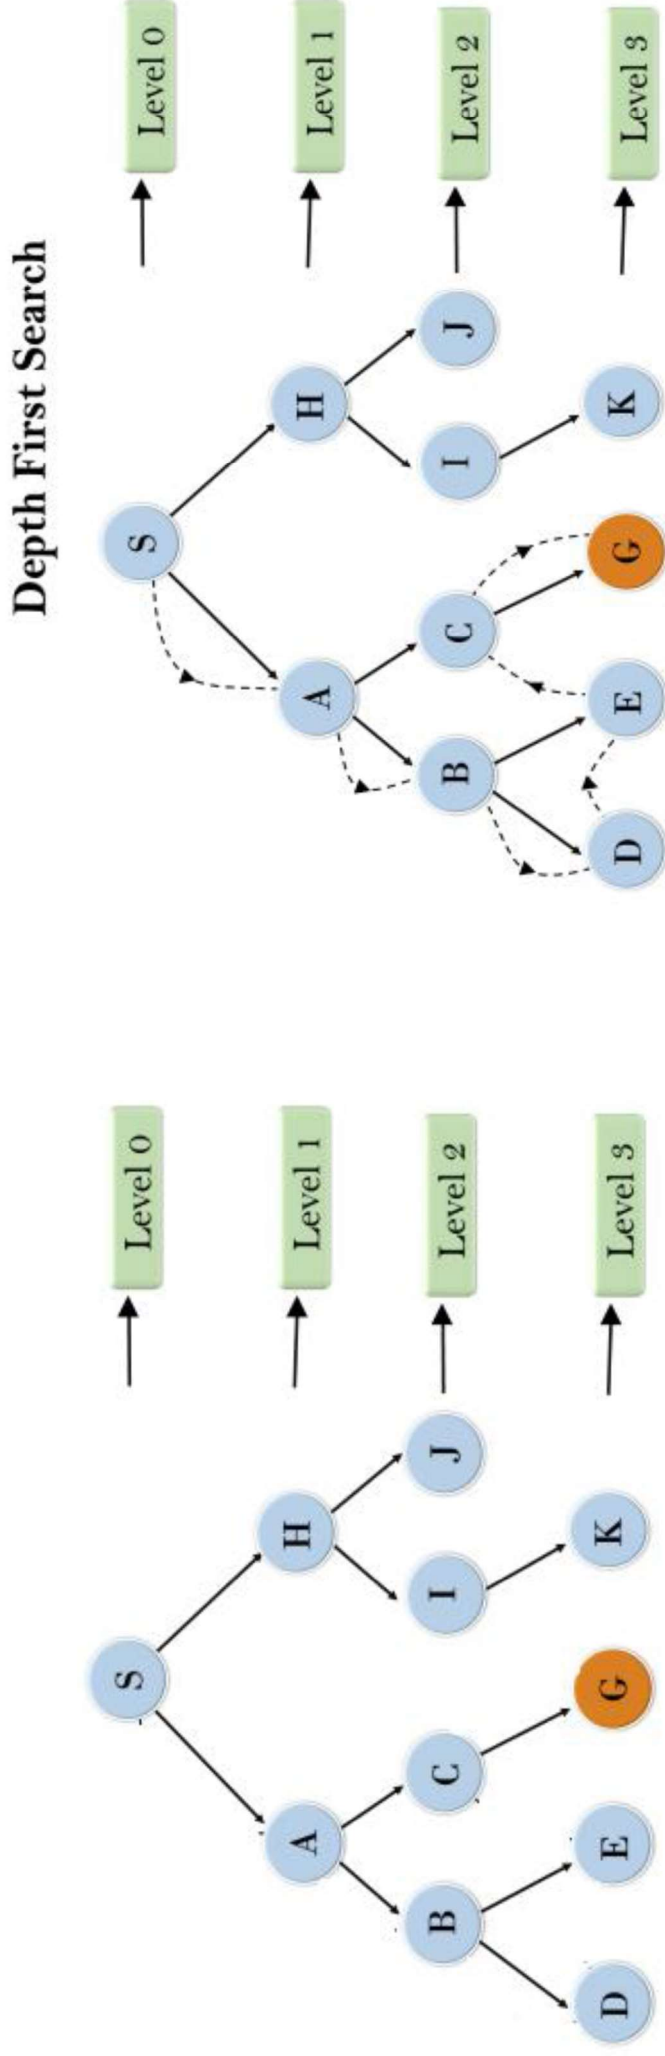 Depth First Search
S
A
H
B
C
I
J
D
E
G
K
Level 0
Level 1
Level 2
Level 3
S
A
H
B
C
I
J
D
E
G
K
Level 0
Level 1
Level 2
Level 3